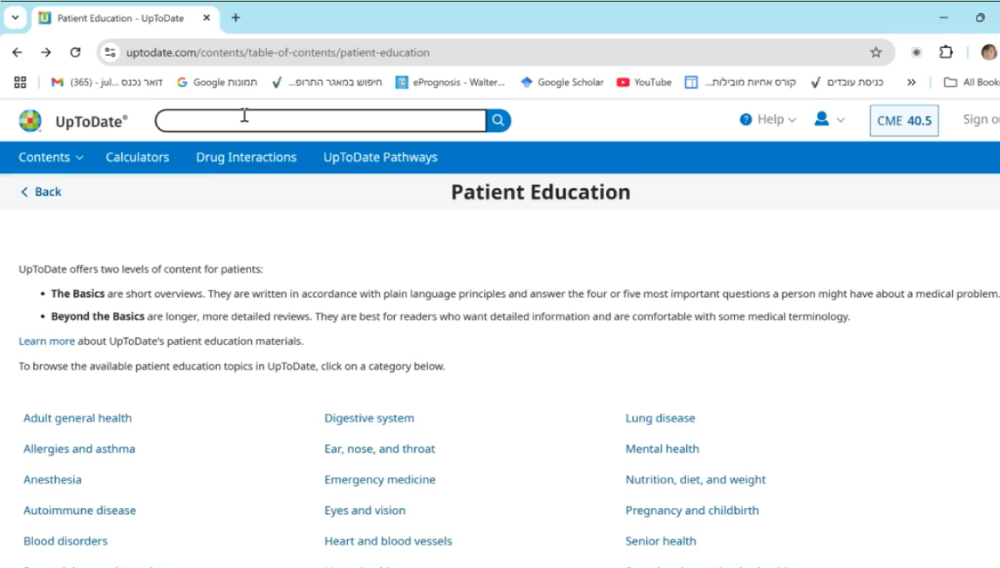 Patient Education - UpToDate
uptodate.com/contents/table-of-contents/patient-education
דואר נכנס (365) - jul...
תמונות Google
חיפוש במאגר התרופ...
ePrognosis - Walter...
Google Scholar
YouTube
קורס אחיות מובילות...
כניסת עובדים
All Book
UpToDate®
Help
CME 40.5
Sign o
Contents
Calculators
Drug Interactions
UpToDate Pathways
Back
Patient Education
UpToDate offers two levels of content for patients:
• The Basics are short overviews. They are written in accordance with plain language principles and answer the four or five most important questions a person might have about a medical problem.
• Beyond the Basics are longer, more detailed reviews. They are best for readers who want detailed information and are comfortable with some medical terminology.
Learn more about UpToDate's patient education materials.
To browse the available patient education topics in UpToDate, click on a category below.
Adult general health
Digestive system
Lung disease
Allergies and asthma
Ear, nose, and throat
Mental health
Anesthesia
Emergency medicine
Nutrition, diet, and weight
Autoimmune disease
Eyes and vision
Pregnancy and childbirth
Blood disorders
Heart and blood vessels
Senior health